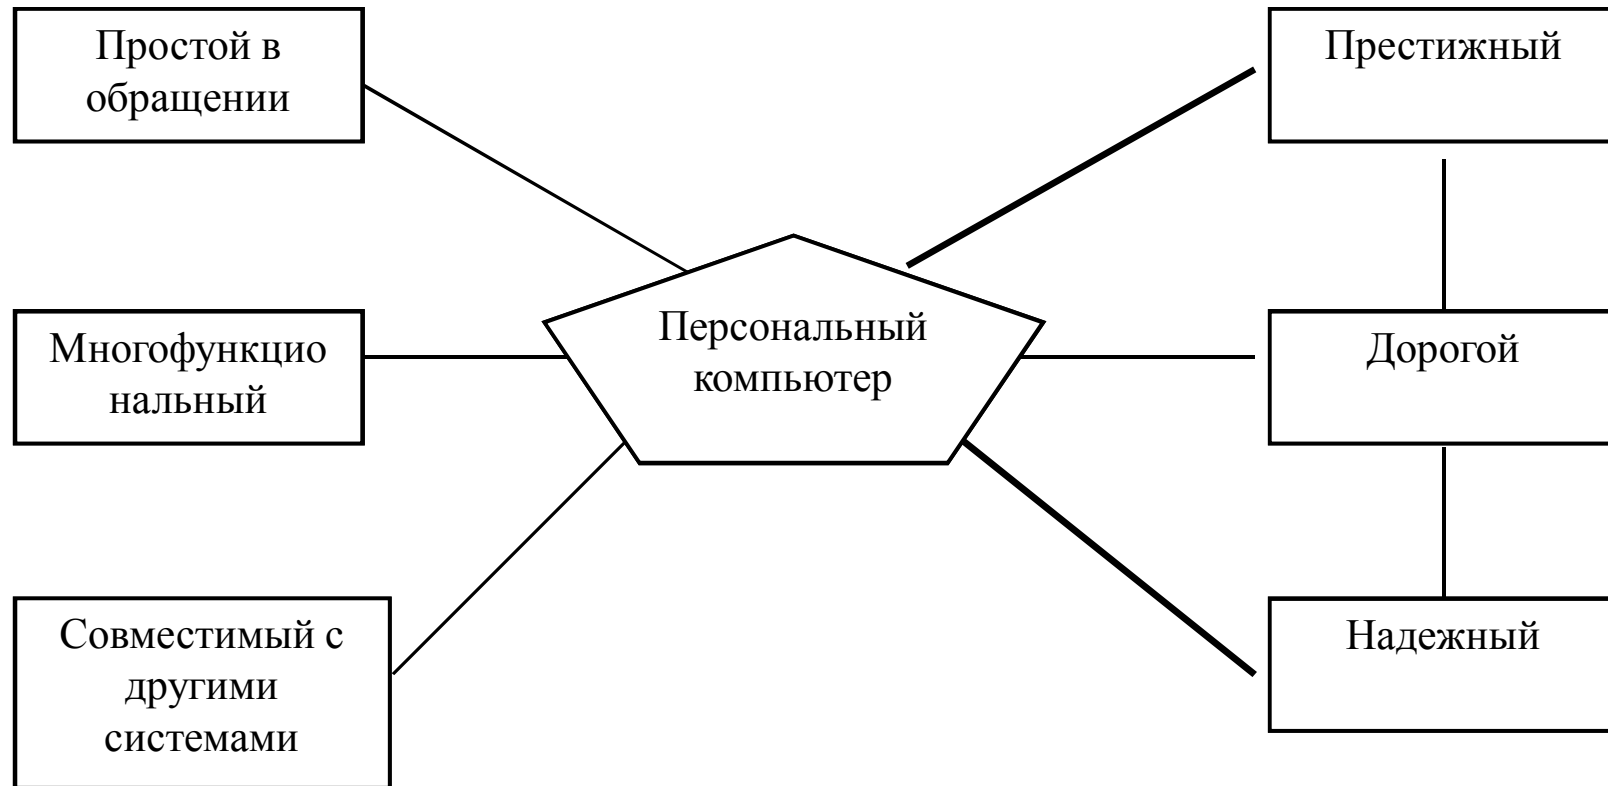 Простой в
обращении
Престижный
Персональный
компьютер
Многофункцио
нальный
Дорогой
Совместимый с
другими
системами
Надежный